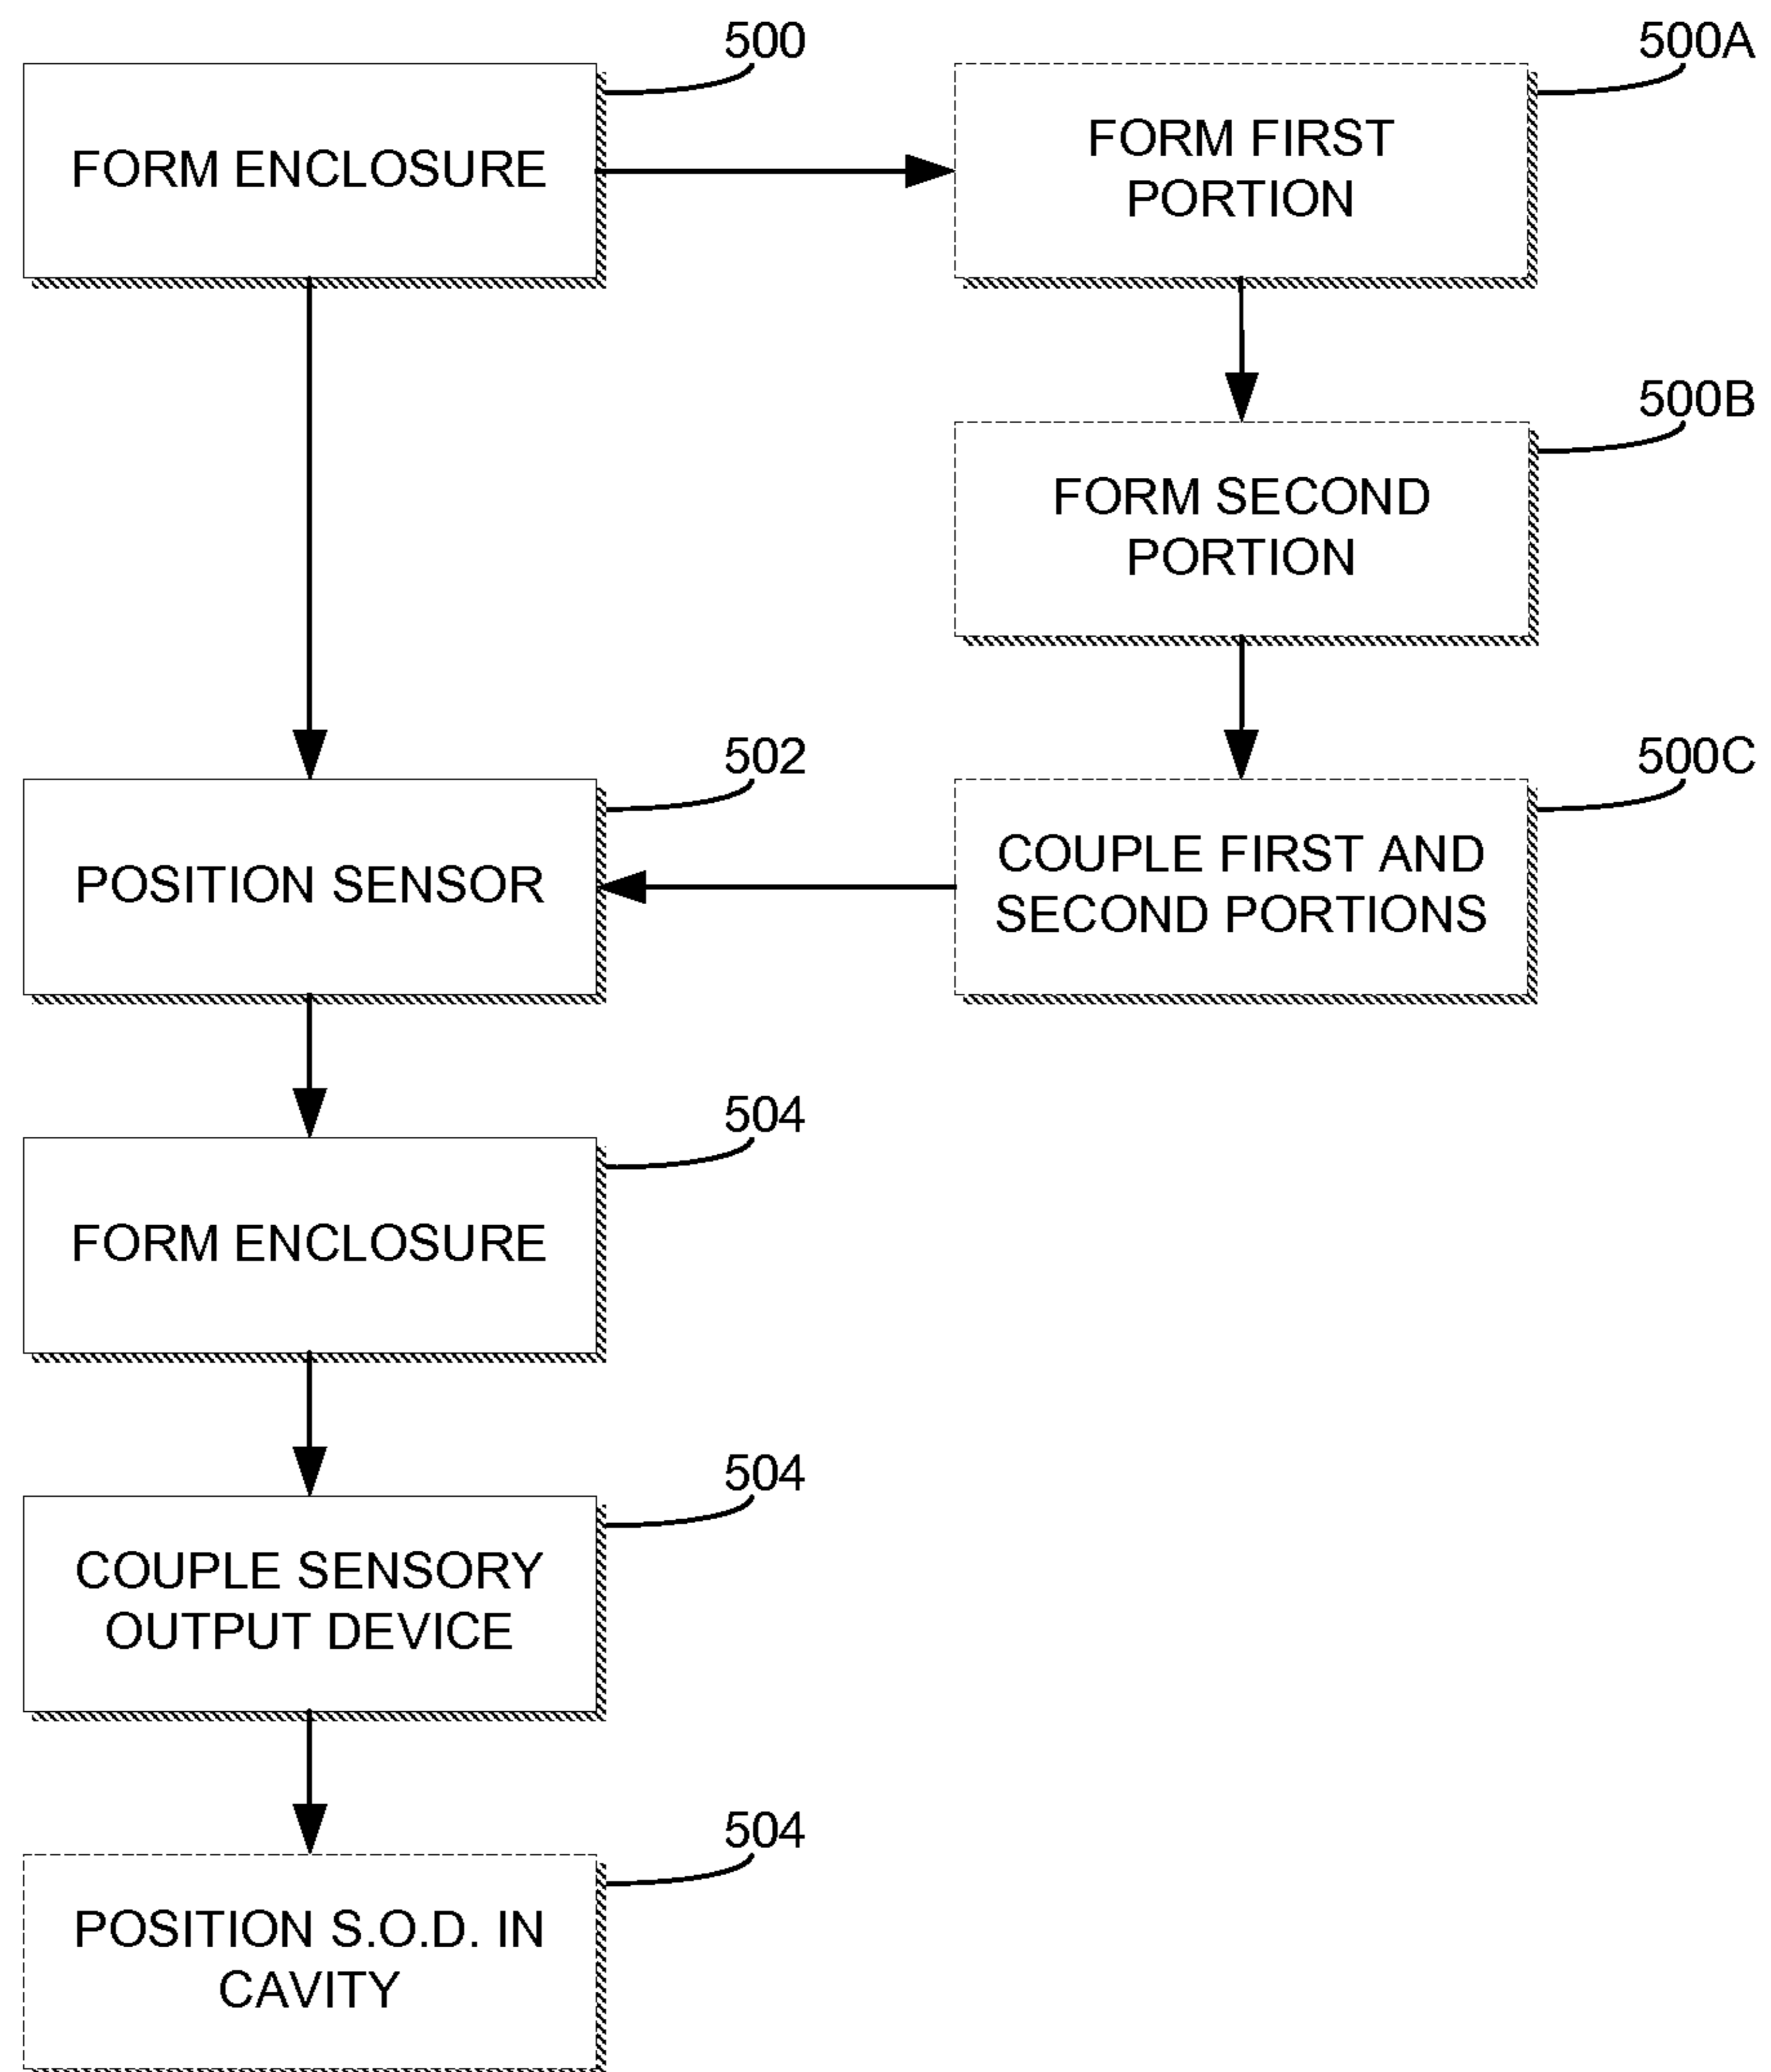 500
FORM ENCLOSURE
500A
FORM FIRST
PORTION
500B
FORM SECOND
PORTION
502
POSITION SENSOR
500C
COUPLE FIRST AND
SECOND PORTIONS
504
FORM ENCLOSURE
504
COUPLE SENSORY
OUTPUT DEVICE
504
POSITION S.O.D. IN
CAVITY